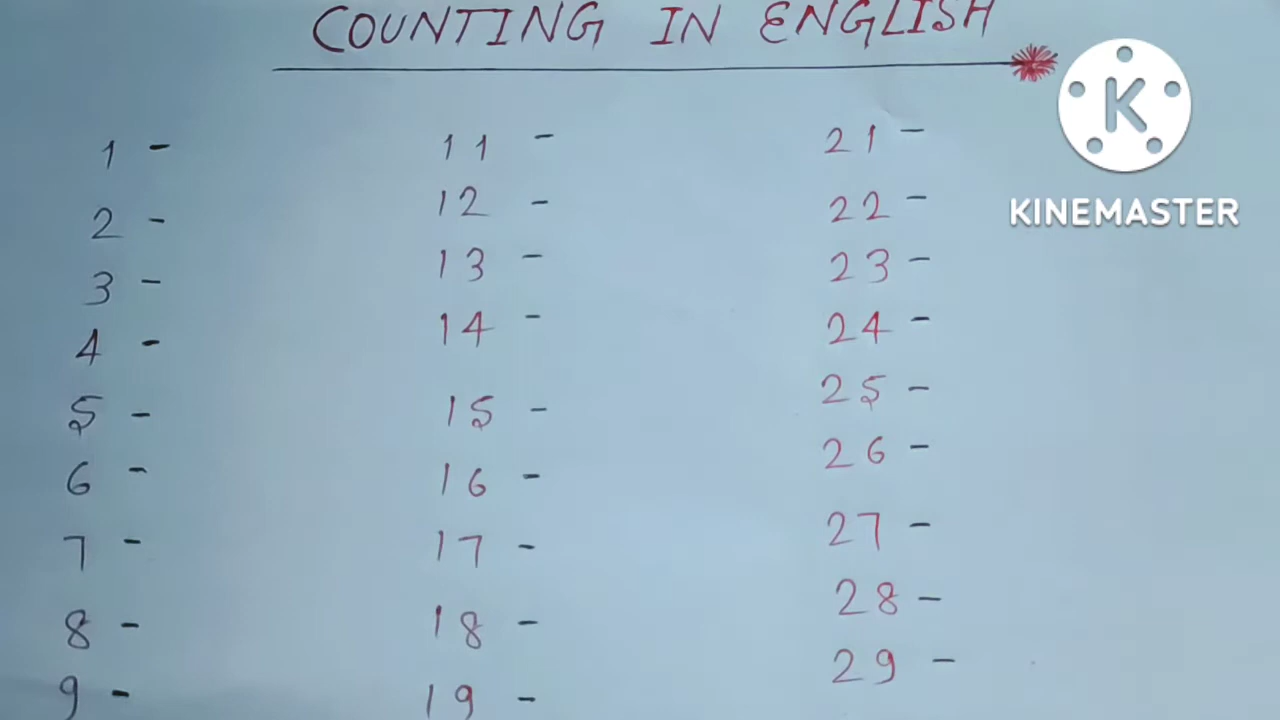 COUNTING IN ENGLISH
K
KINEMASTER
1 - 11 - 21 -
2 - 12 - 22 -
3 - 13 - 23 -
4 - 14 - 24 -
5 - 15 - 25 -
6 - 16 - 26 -
7 - 17 - 27 -
8 - 18 - 28 -
9 - 19 - 29 -